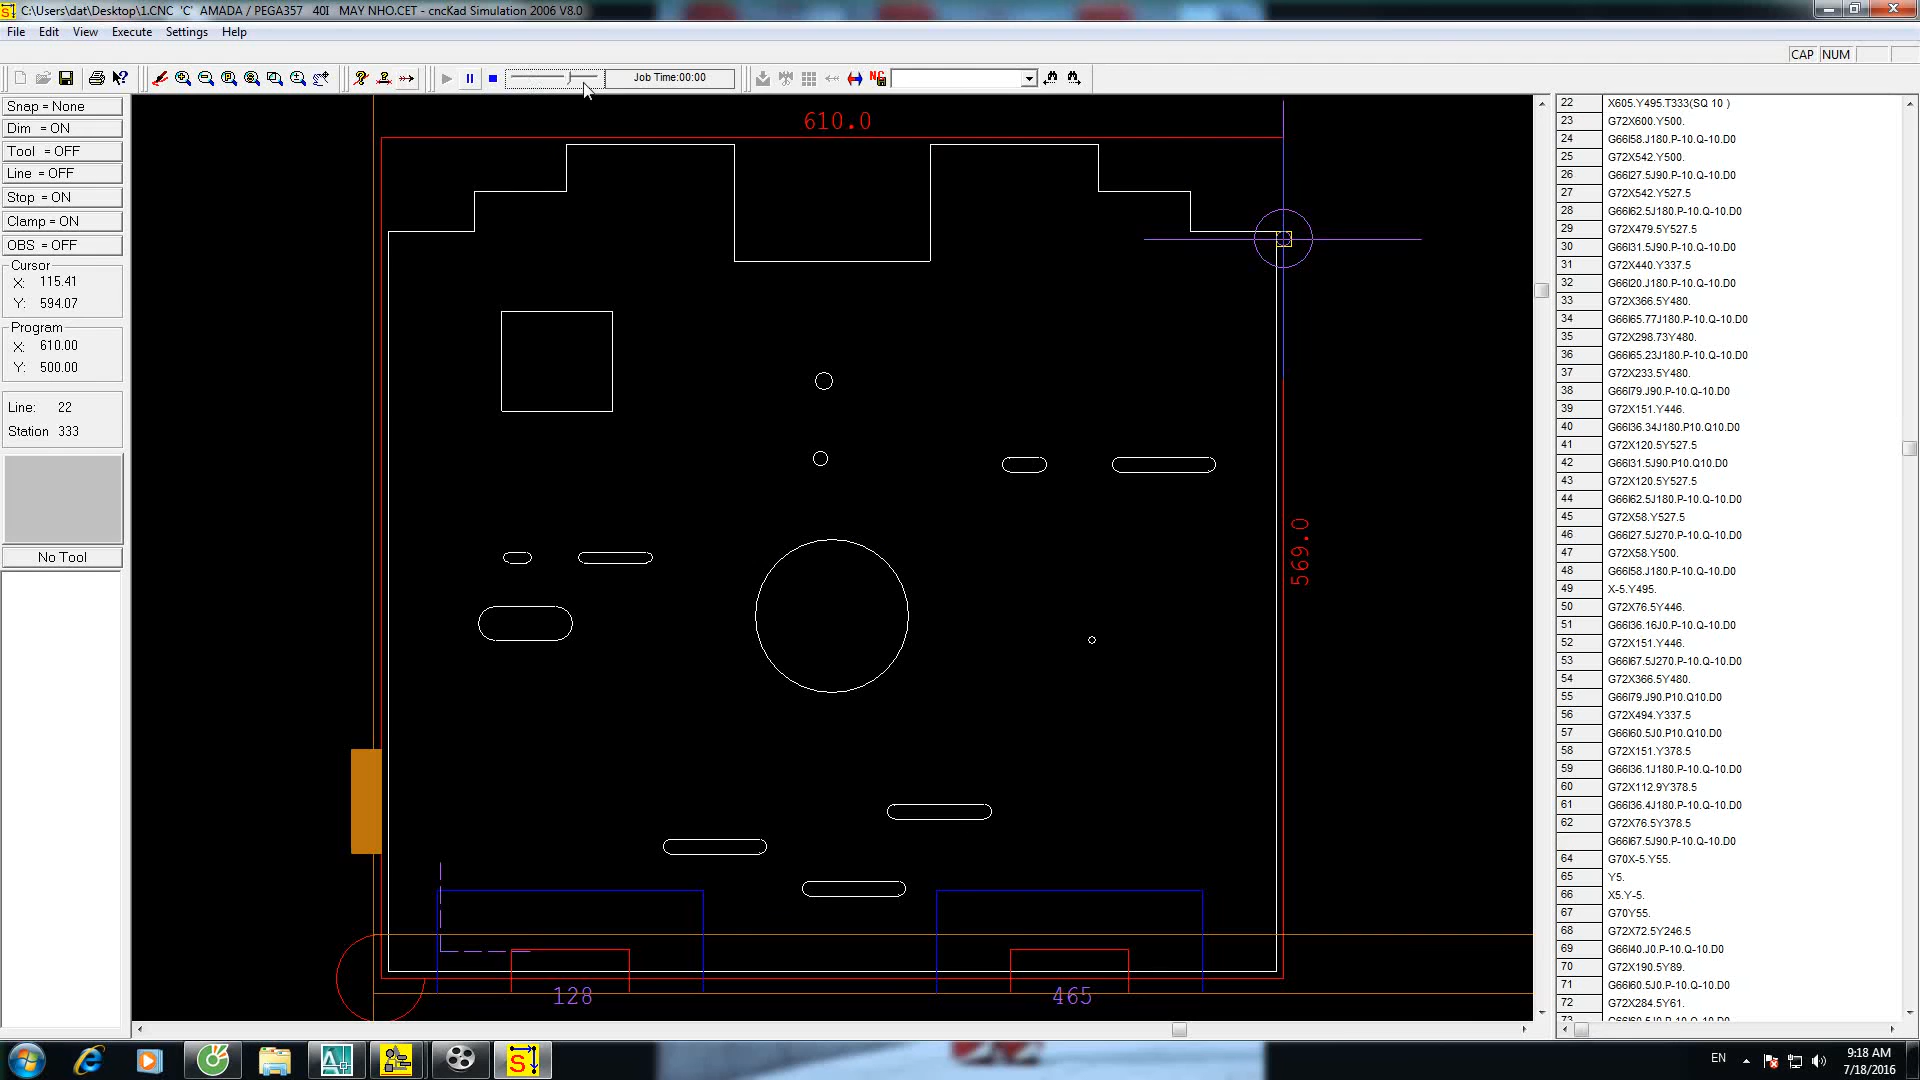 C:\Users\dat\Desktop\1.CNC 'C' AMADA / PEGA357 40I MAY NHO.CET - cncKad Simulation 2006 V8.0
File Edit View Execute Settings Help
CAP NUM
Job Time:00:00
Snap = None
Dim = ON
Tool = OFF
Line = OFF
Stop = ON
Clamp = ON
OBS = OFF
Cursor
X: 115.41
Y: 594.07
Program
X: 610.00
Y: 500.00
Line: 22
Station 333
No Tool
610.0
569.0
128
465
22 X605.Y495.T333(SQ 10 )
23 G72X600.Y500.
24 G66I58.J180.P-10.Q-10.D0
25 G72X542.Y500.
26 G66I27.5J90.P-10.Q-10.D0
27 G72X542.Y527.5
28 G66I62.5J180.P-10.Q-10.D0
29 G72X479.5Y527.5
30 G66I31.5J90.P-10.Q-10.D0
31 G72X440.Y337.5
32 G66I20.J180.P-10.Q-10.D0
33 G72X366.5Y480.
34 G66I65.77J180.P-10.Q-10.D0
35 G72X298.73Y480.
36 G66I65.23J180.P-10.Q-10.D0
37 G72X233.5Y480.
38 G66I79.J90.P-10.Q-10.D0
39 G72X151.Y446.
40 G66I36.34J180.P10.Q10.D0
41 G72X120.5Y527.5
42 G66I31.5J90.P10.Q10.D0
43 G72X120.5Y527.5
44 G66I62.5J180.P-10.Q-10.D0
45 G72X58.Y527.5
46 G66I27.5J270.P-10.Q-10.D0
47 G72X58.Y500.
48 G66I58.J180.P-10.Q-10.D0
49 X-5.Y495.
50 G72X76.5Y446.
51 G66I36.16J0.P-10.Q-10.D0
52 G72X151.Y446.
53 G66I67.5J270.P-10.Q-10.D0
54 G72X366.5Y480.
55 G66I79.J90.P10.Q10.D0
56 G72X494.Y337.5
57 G66I60.5J0.P10.Q10.D0
58 G72X151.Y378.5
59 G66I36.1J180.P-10.Q-10.D0
60 G72X112.9Y378.5
61 G66I36.4J180.P-10.Q-10.D0
62 G72X76.5Y378.5
G66I67.5J90.P-10.Q-10.D0
64 G70X-5.Y55.
65 Y5.
66 X5.Y-5.
67 G70Y55.
68 G72X72.5Y246.5
69 G66I40.J0.P-10.Q-10.D0
70 G72X190.5Y89.
71 G66I60.5J0.P-10.Q-10.D0
72 G72X284.5Y61.
EN
9:18 AM
7/18/2016